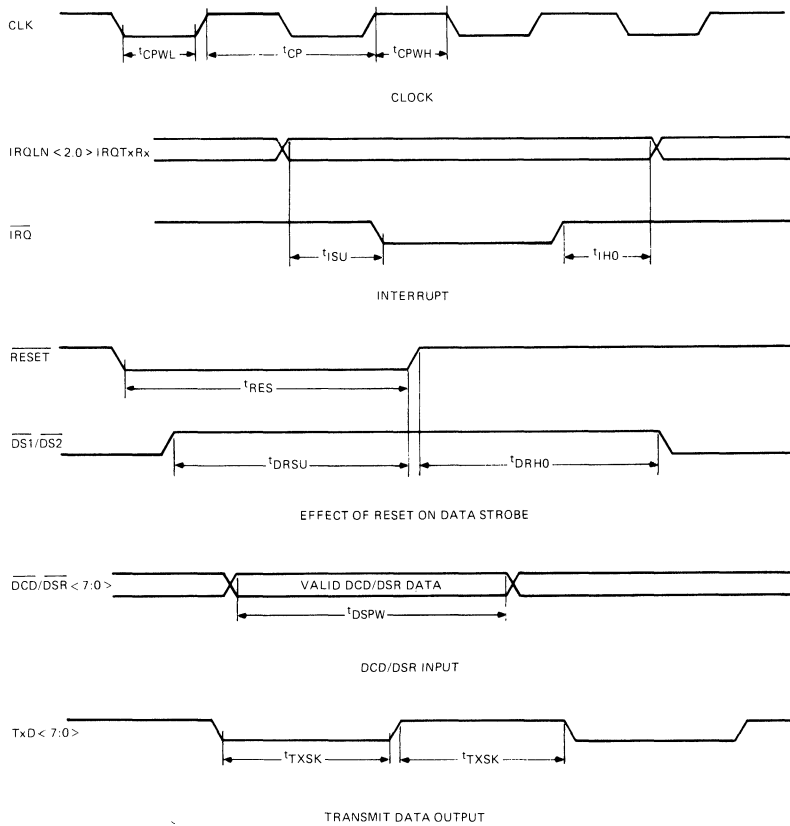 CLK
tCPWL
tCP
tCPWH
CLOCK
IRQLN <2.0> IRQTxRx
IRQ
tISU
tIH0
INTERRUPT
RESET
tRES
DS1/DS2
tDRSU
tDRH0
EFFECT OF RESET ON DATA STROBE
DCD/DSR <7:0>
VALID DCD/DSR DATA
tDSPW
DCD/DSR INPUT
TxD <7:0>
tTXSK
tTXSK
TRANSMIT DATA OUTPUT